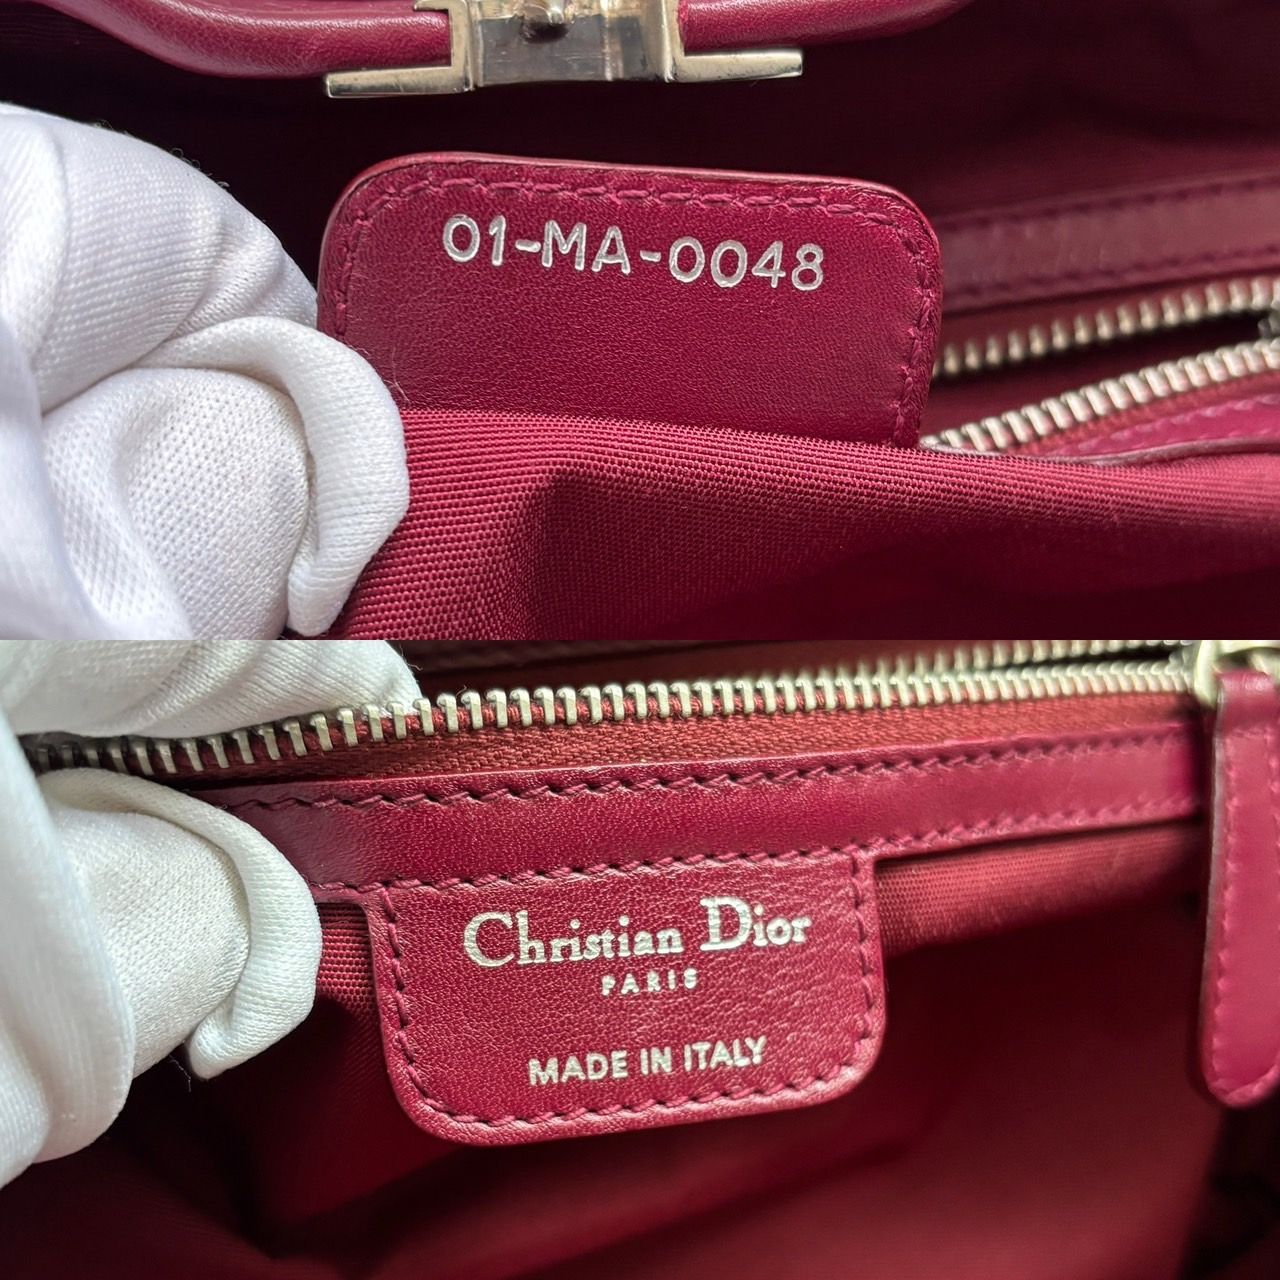 01-MA-0048
Christian Dior
PARIS
MADE IN ITALY